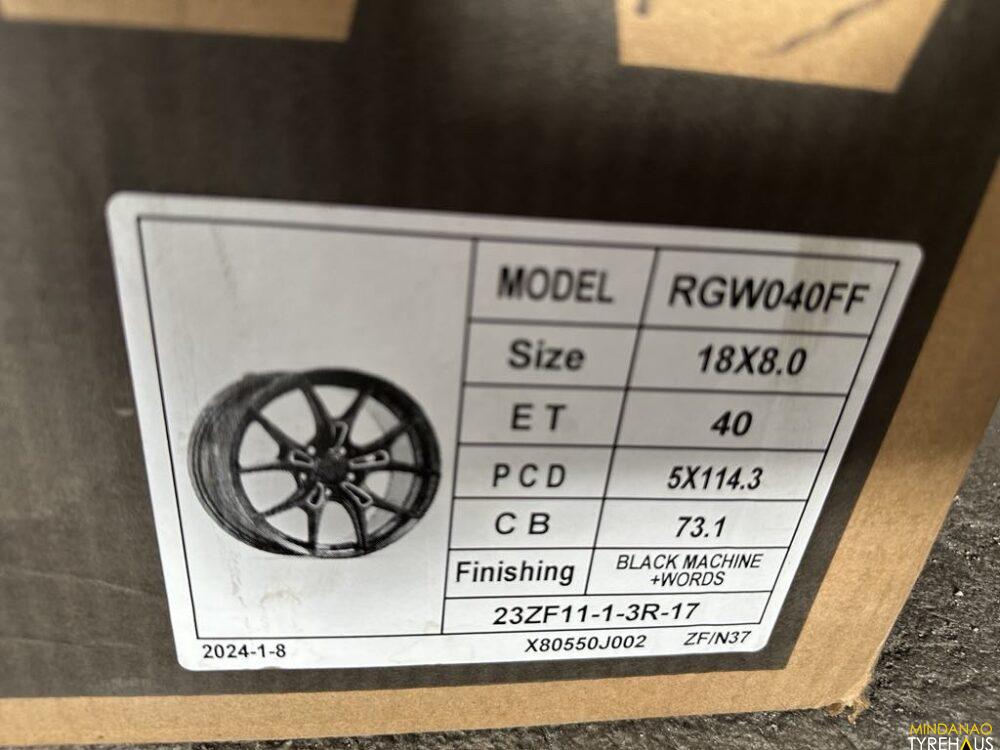 MODEL RGW040FF
Size 18X8.0
ET 40
PCD 5X114.3
CB 73.1
Finishing BLACK MACHINE
+WORDS
23ZF11-1-3R-17
2024-1-8 X80550J002 ZF/N37
MINDANAO
TYREHAUS